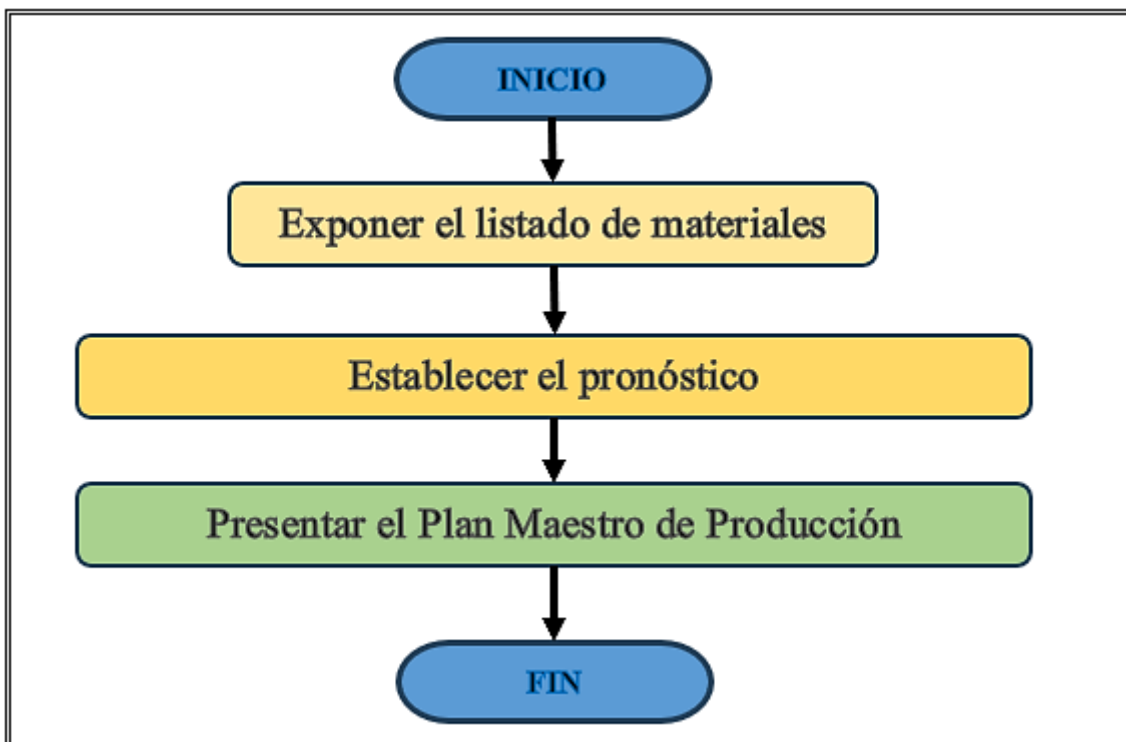 INICIO
Exponer el listado de materiales
Establecer el pronóstico
Presentar el Plan Maestro de Producción
FIN